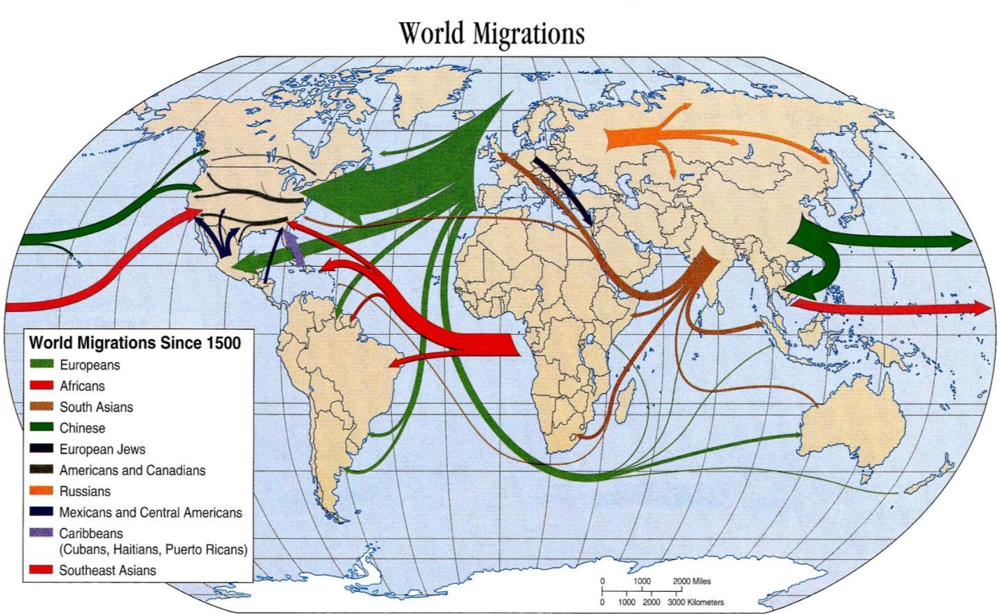 World Migrations
World Migrations Since 1500
Europeans
Africans
South Asians
Chinese
European Jews
Americans and Canadians
Russians
Mexicans and Central Americans
Caribbeans
(Cubans, Haitians, Puerto Ricans)
Southeast Asians
0 1000 2000 Miles
0 1000 2000 3000 Kilometers